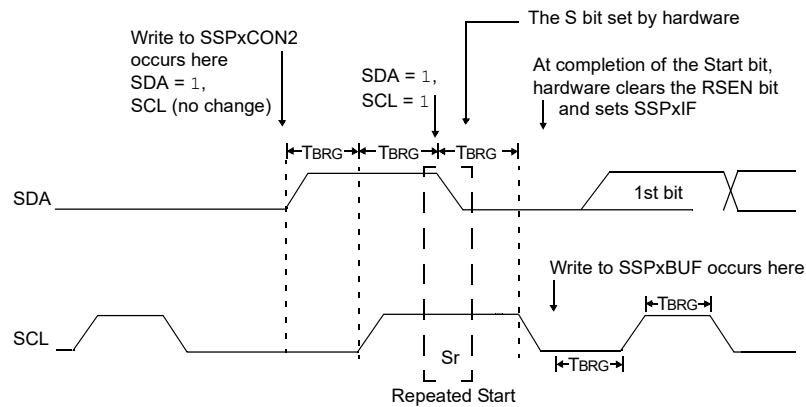 The S bit set by hardware
Write to SSPxCON2
occurs here
SDA = 1,
SCL (no change)
SDA = 1,
SCL = 1
At completion of the Start bit,
hardware clears the RSEN bit
and sets SSPxIF
TBRG
TBRG
TBRG
SDA
1st bit
Write to SSPxBUF occurs here
TBRG
SCL
Sr
TBRG
Repeated Start